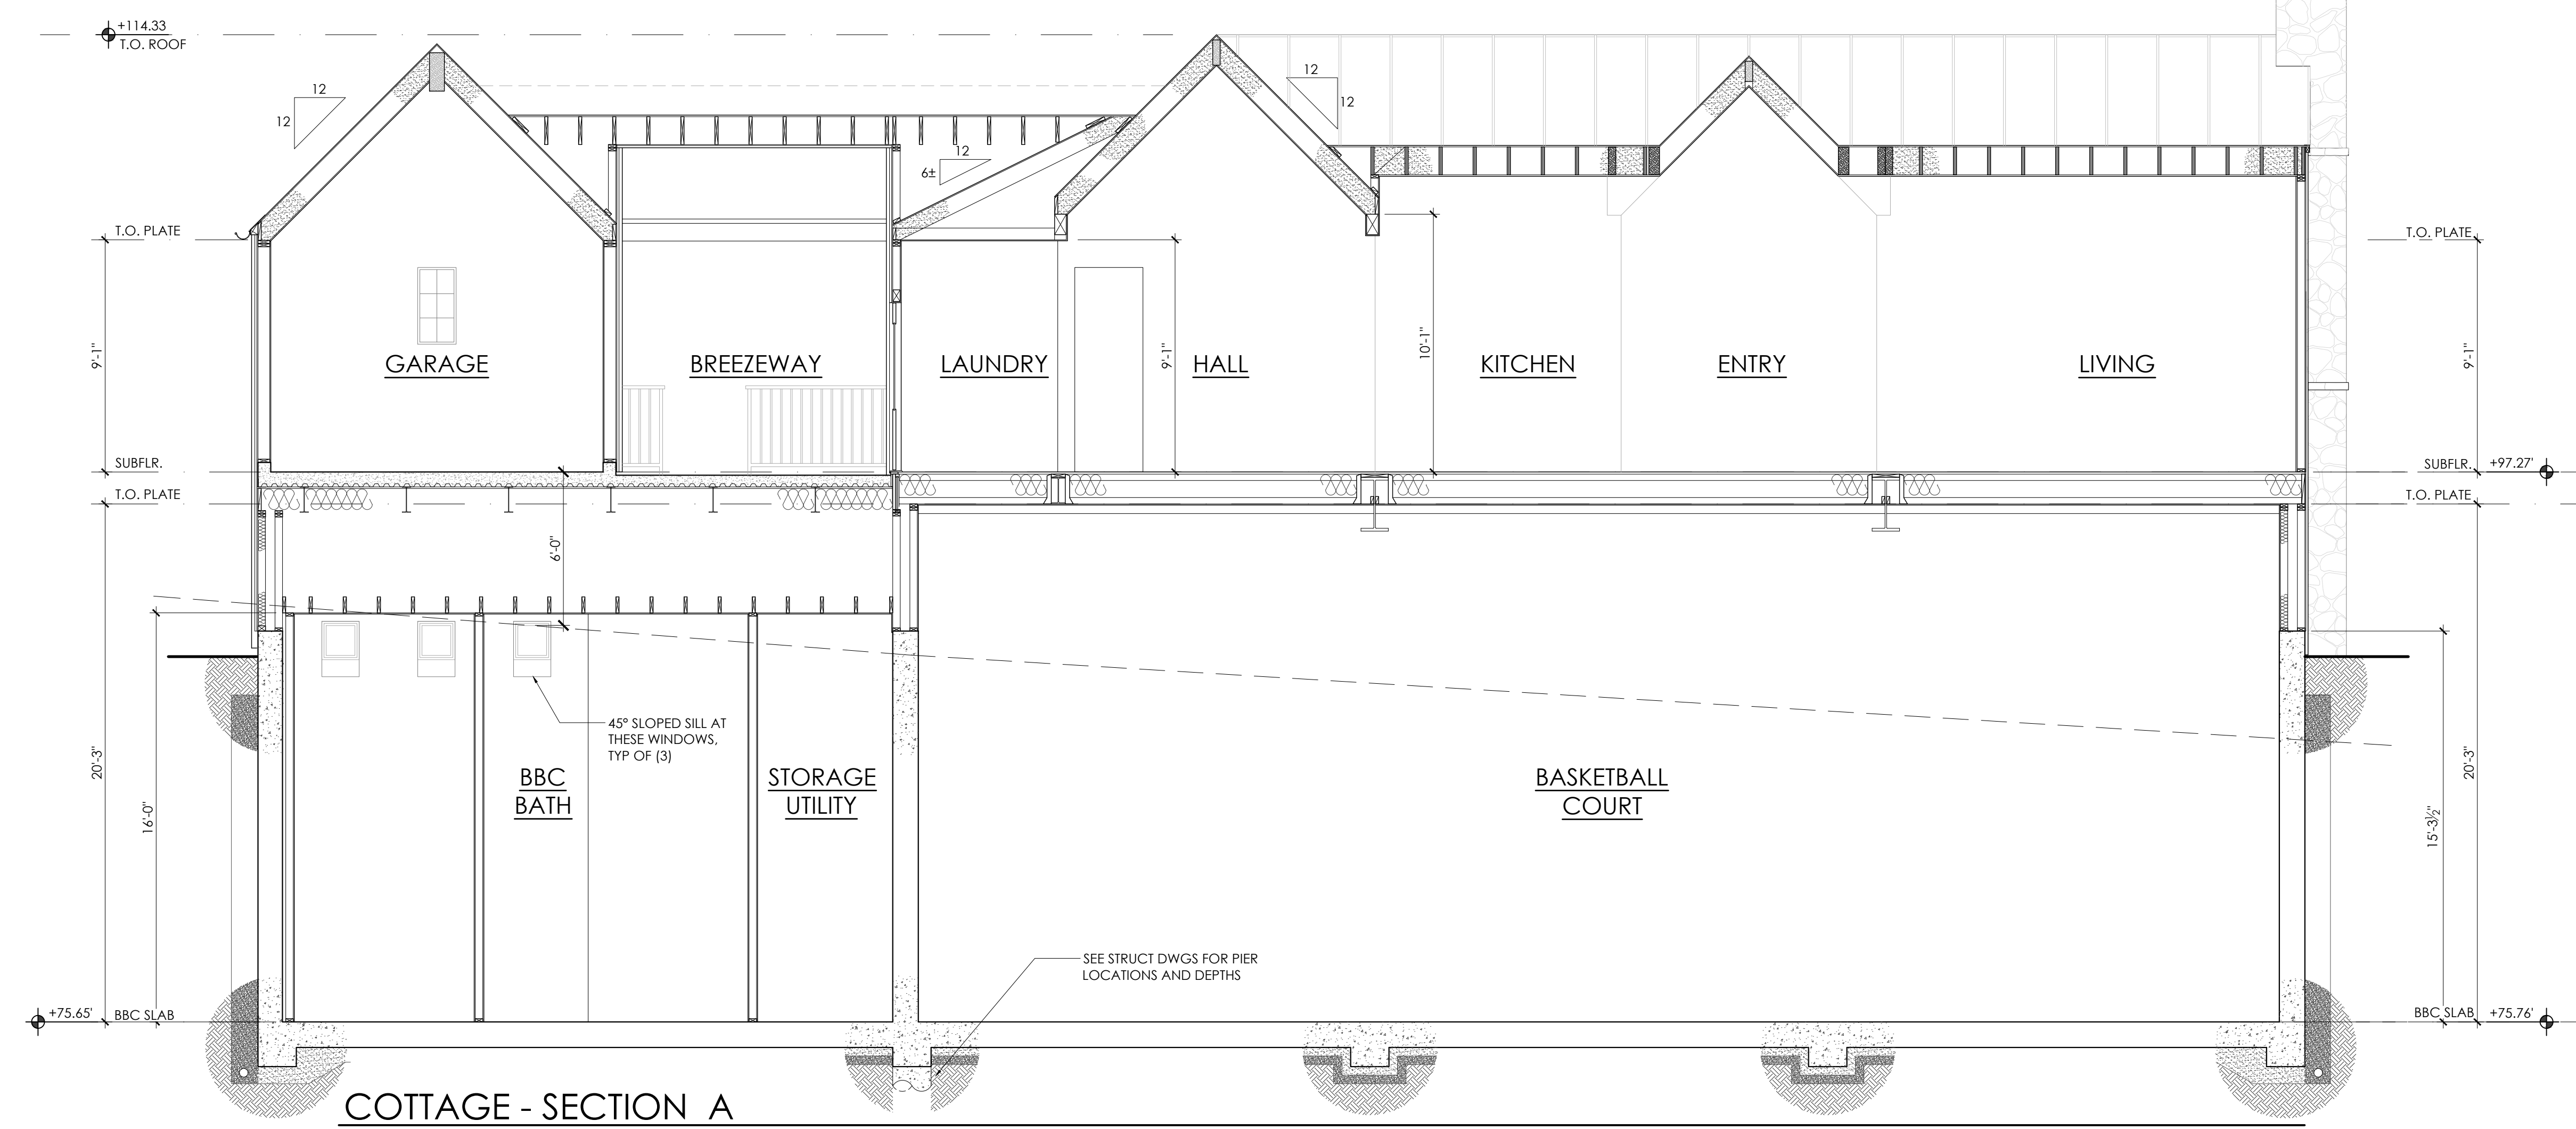 +114.33
T.O. ROOF
12
12
12
6±
12
12
T.O. PLATE
T.O. PLATE
9'-1"
GARAGE
BREEZEWAY
LAUNDRY
9'-1"
HALL
10'-1"
KITCHEN
ENTRY
LIVING
9'-1"
SUBFLR.
SUBFLR.
+97.27'
T.O. PLATE
T.O. PLATE
6'-0"
45° SLOPED SILL AT
THESE WINDOWS,
TYP OF (3)
20'-3"
16'-0"
BBC
BATH
STORAGE
UTILITY
BASKETBALL
COURT
15'-3½"
20'-3"
SEE STRUCT DWGS FOR PIER
LOCATIONS AND DEPTHS
+75.65'
BBC SLAB
BBC SLAB
+75.76'
COTTAGE - SECTION A